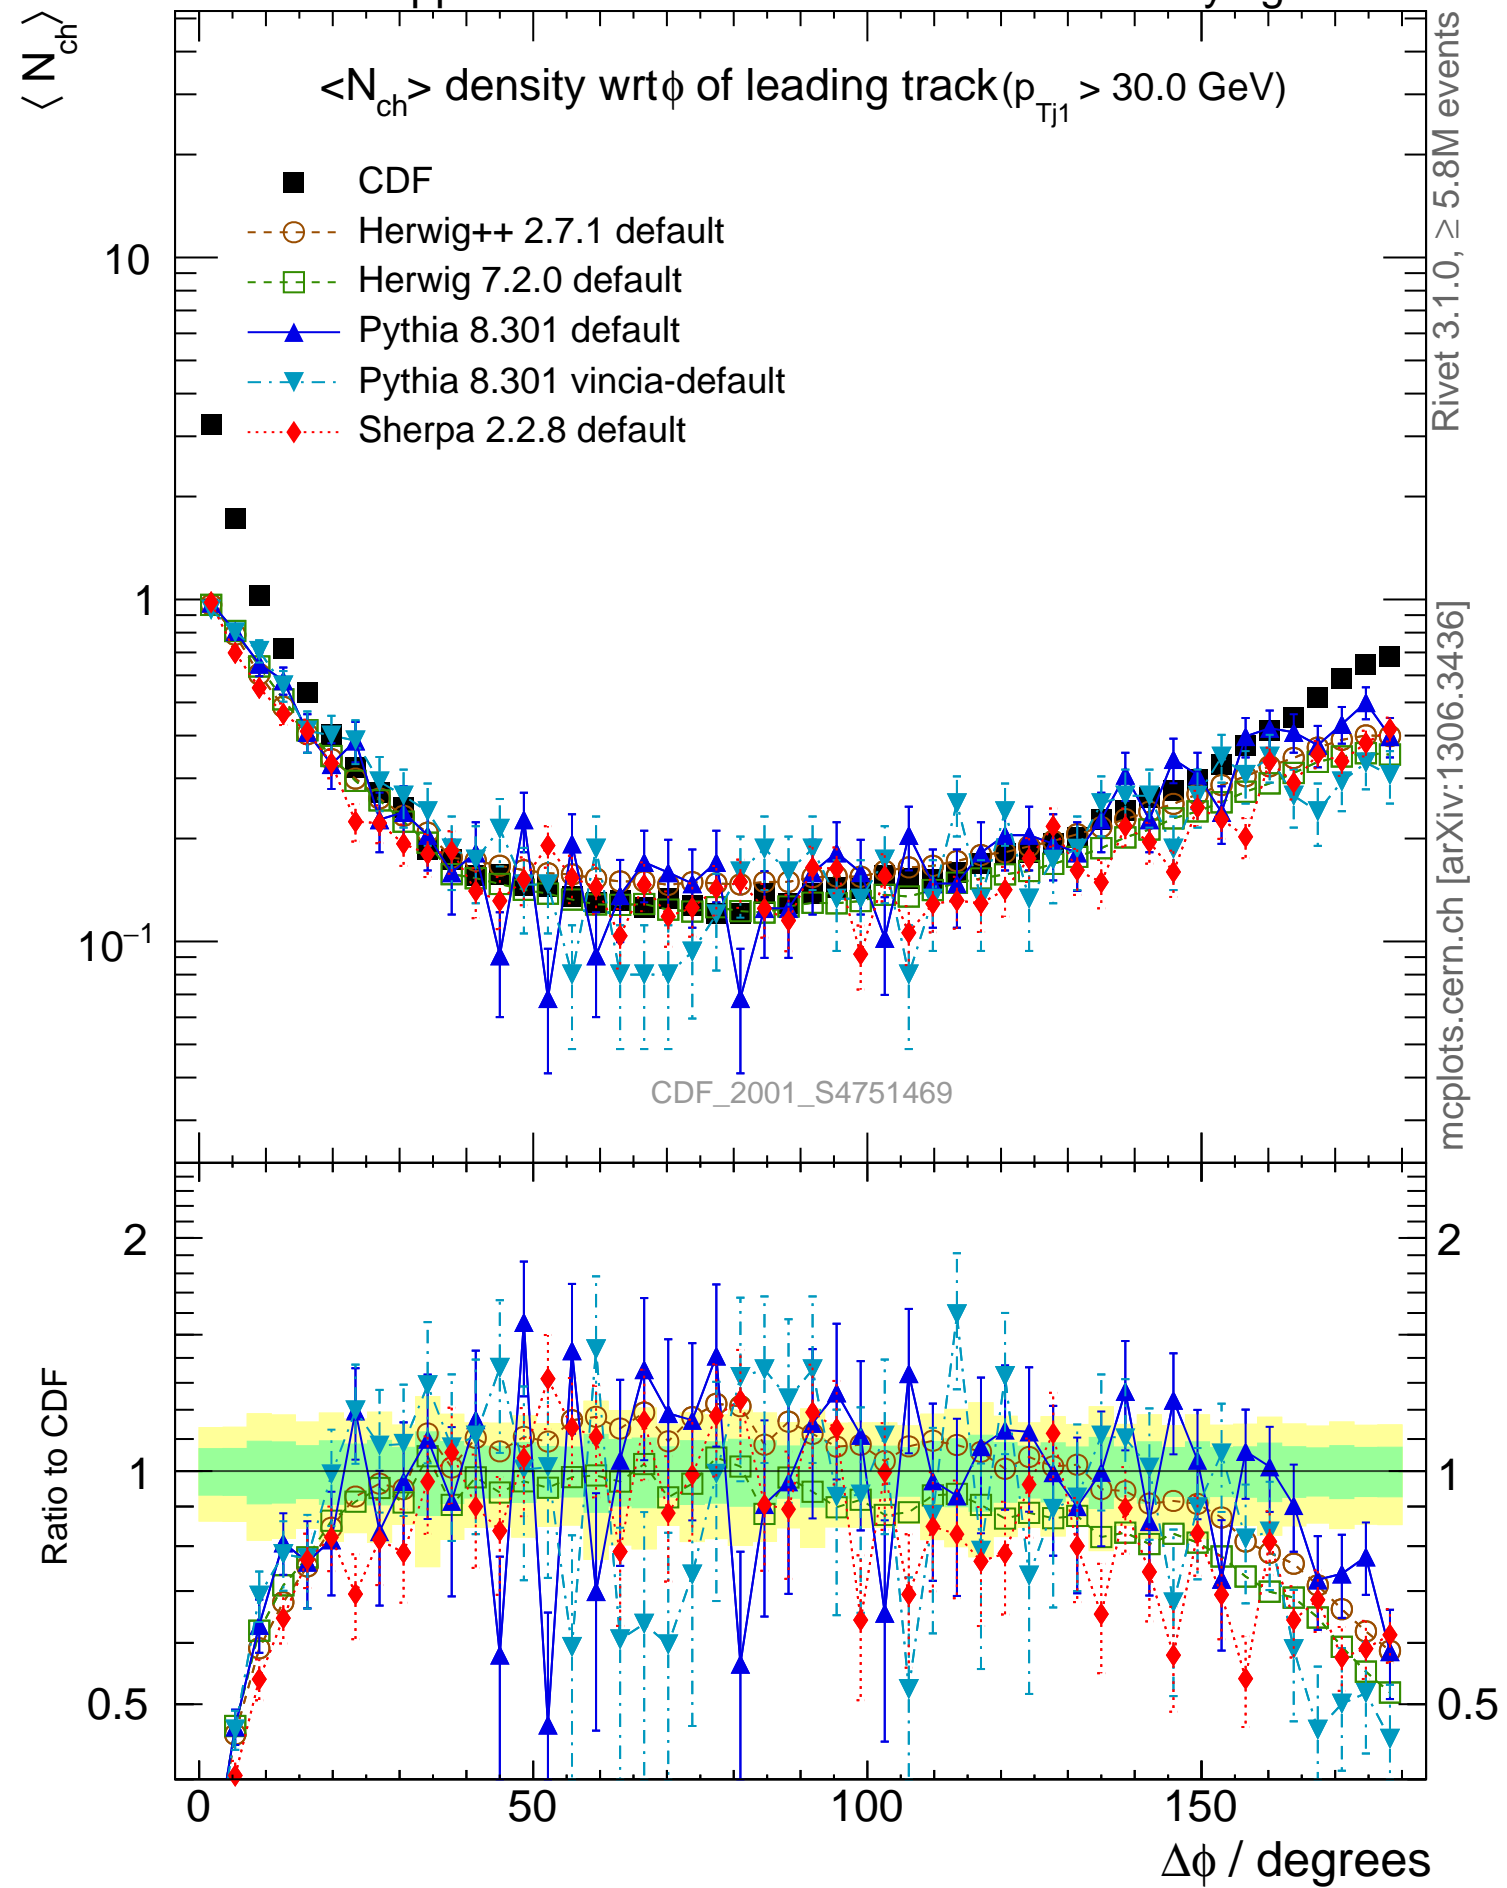 ⟨ N_ch ⟩
<N_ch> density wrt ϕ of leading track (p_Tj1 > 30.0 GeV)
CDF
Herwig++ 2.7.1 default
Herwig 7.2.0 default
Pythia 8.301 default
Pythia 8.301 vincia-default
Sherpa 2.2.8 default
10
1
10⁻¹
CDF_2001_S4751469
Rivet 3.1.0, ≥ 5.8M events
mcplots.cern.ch [arXiv:1306.3436]
Ratio to CDF
2
1
0.5
2
1
0.5
0 50 100 150
Δϕ / degrees